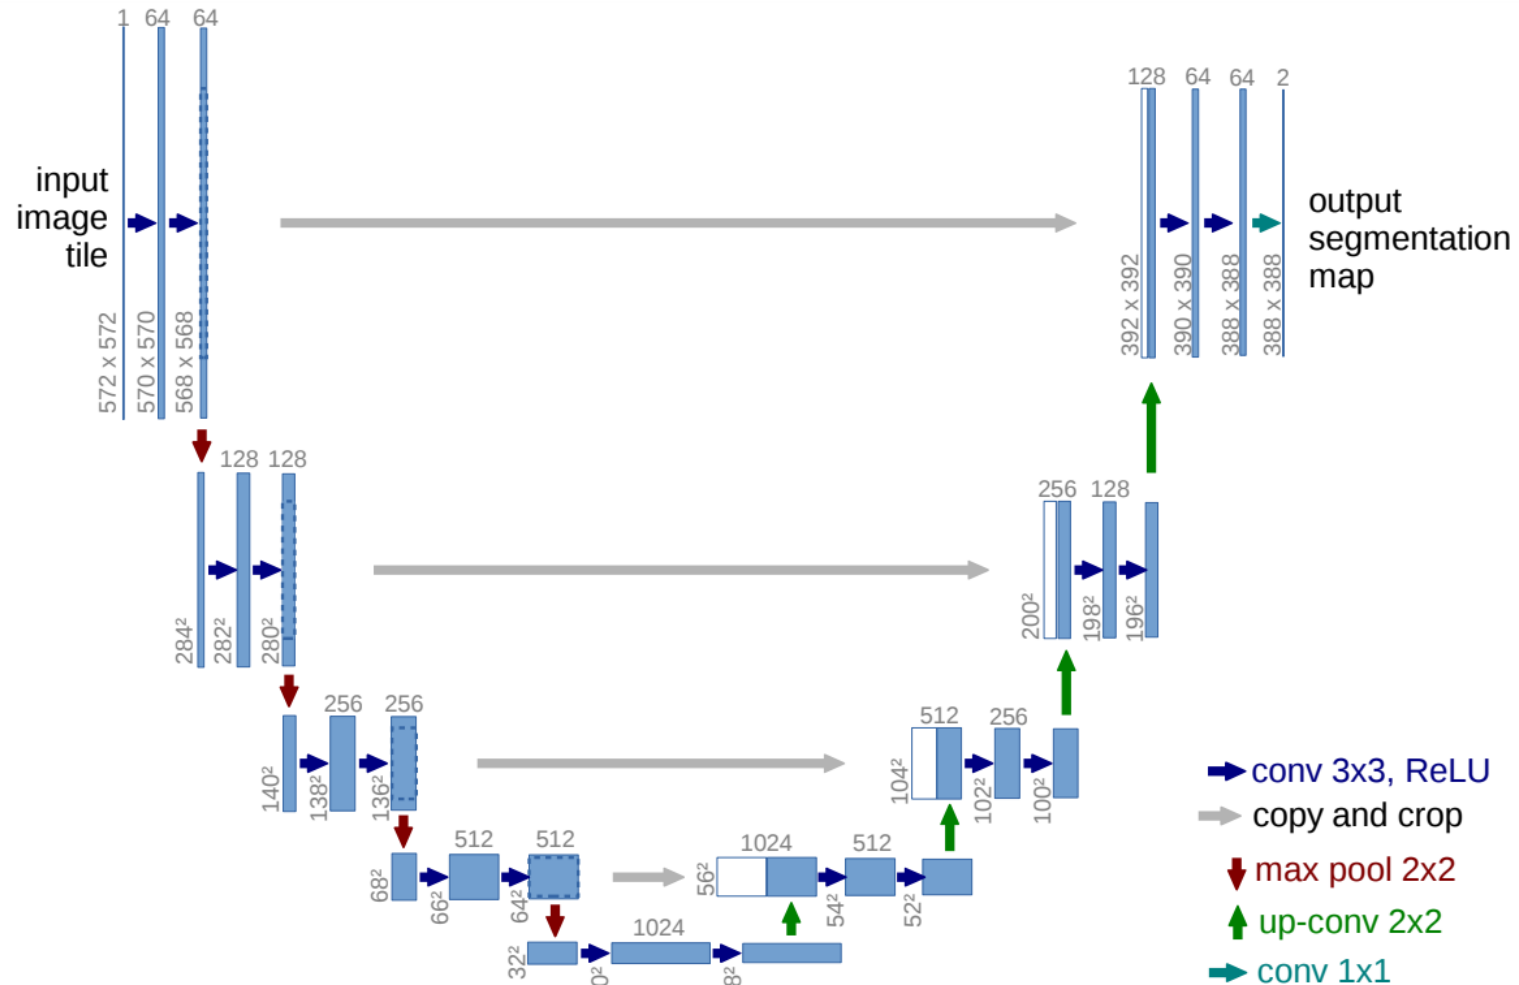 1 64 64
128
64 64 2
input
image
tile
output
segmentation
map
572 x 572
570 x 570
568 x 568
392 x 392
390 x 390
388 x 388
388 x 388
128 128
256 128
284²
282²
280²
200²
198²
196²
256 256
512 256
140²
138²
136²
104²
102²
100²
512 512
1024 512
68²
66²
64²
56²
54²
52²
1024
32²
conv 3x3, ReLU
copy and crop
max pool 2x2
up-conv 2x2
conv 1x1